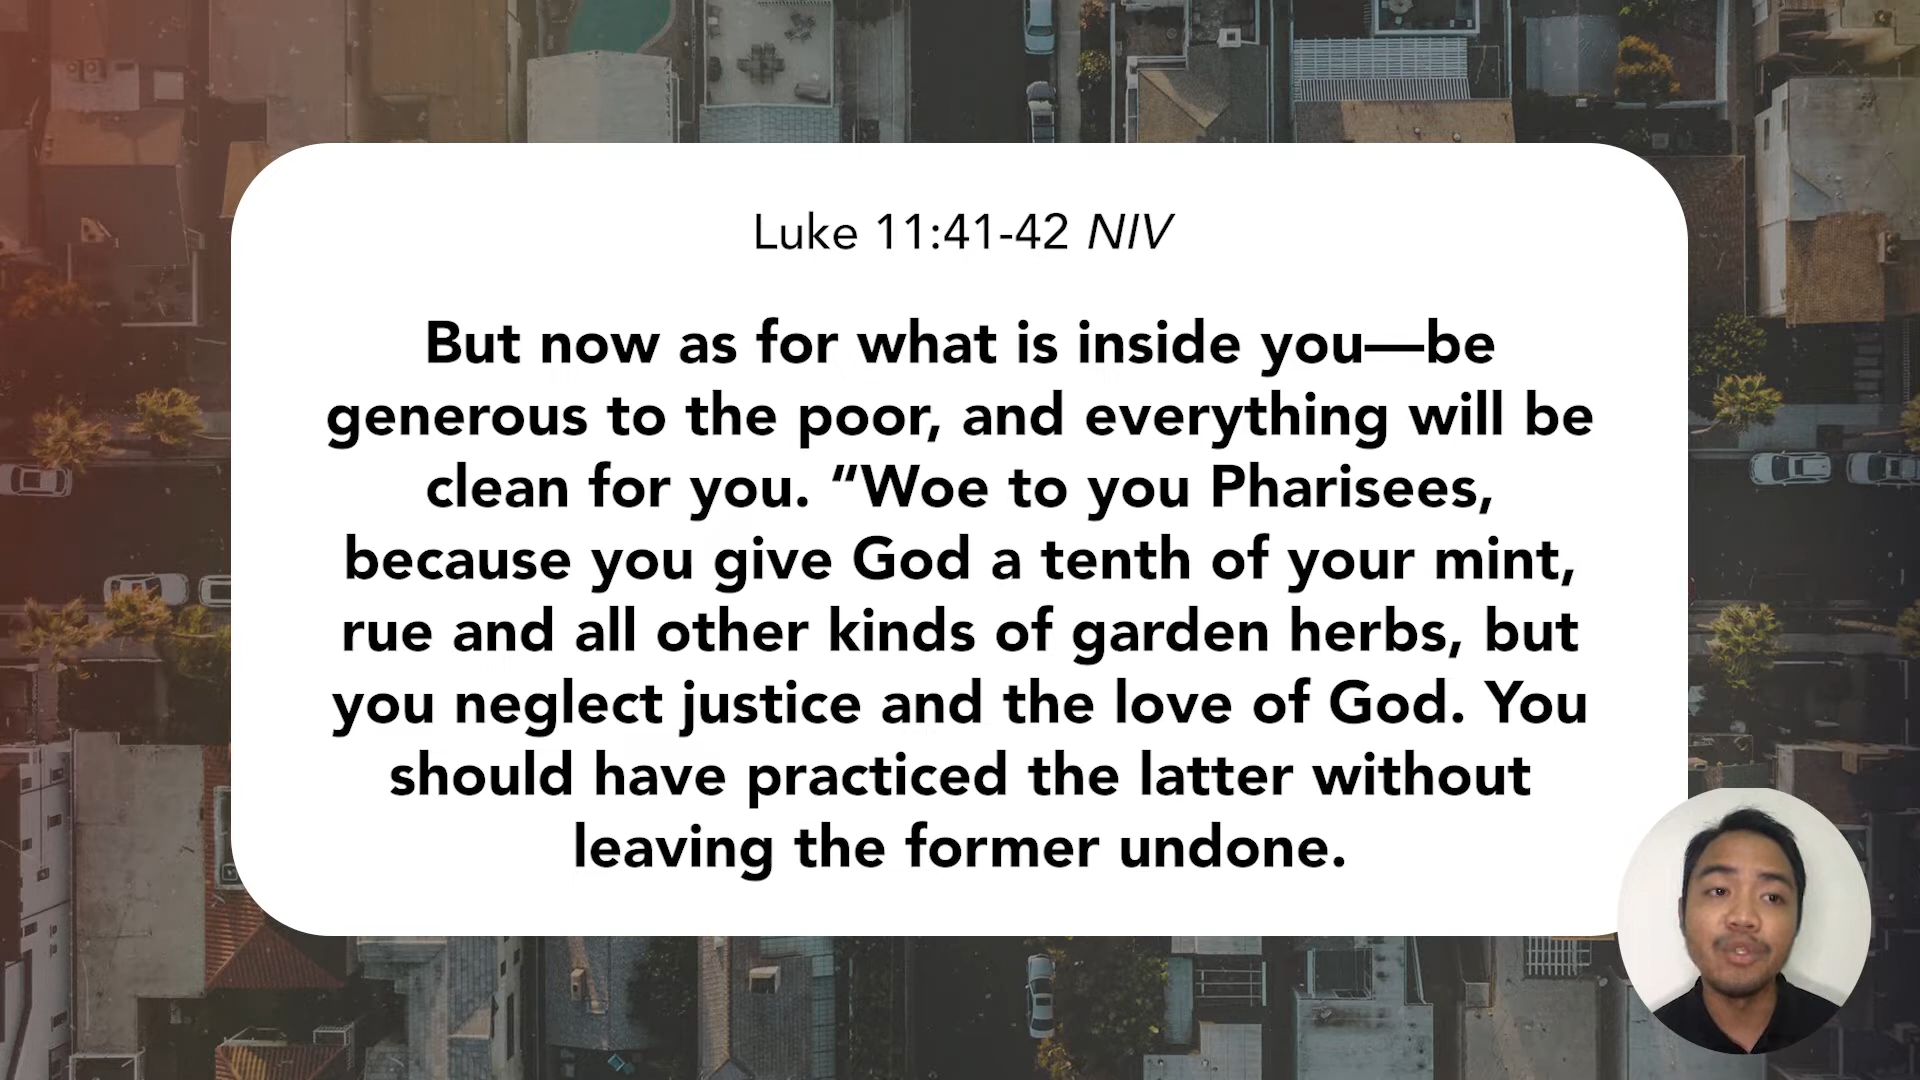 Luke 11:41-42 NIV
But now as for what is inside you—be
generous to the poor, and everything will be
clean for you. “Woe to you Pharisees,
because you give God a tenth of your mint,
rue and all other kinds of garden herbs, but
you neglect justice and the love of God. You
should have practiced the latter without
leaving the former undone.